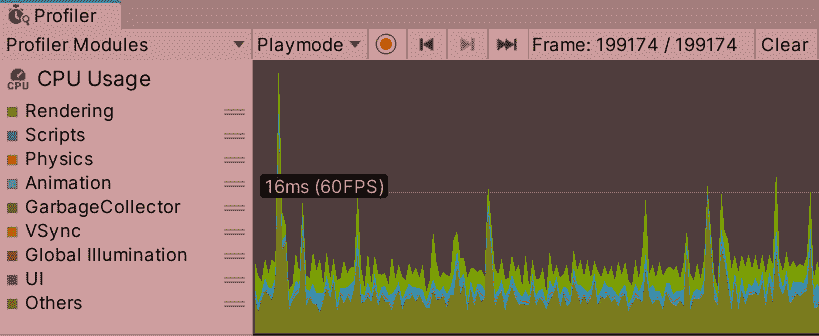 Profiler
Profiler Modules Playmode Frame: 199174 / 199174 Clear
CPU CPU Usage
Rendering
Scripts
Physics
Animation
16ms (60FPS)
GarbageCollector
VSync
Global Illumination
UI
Others